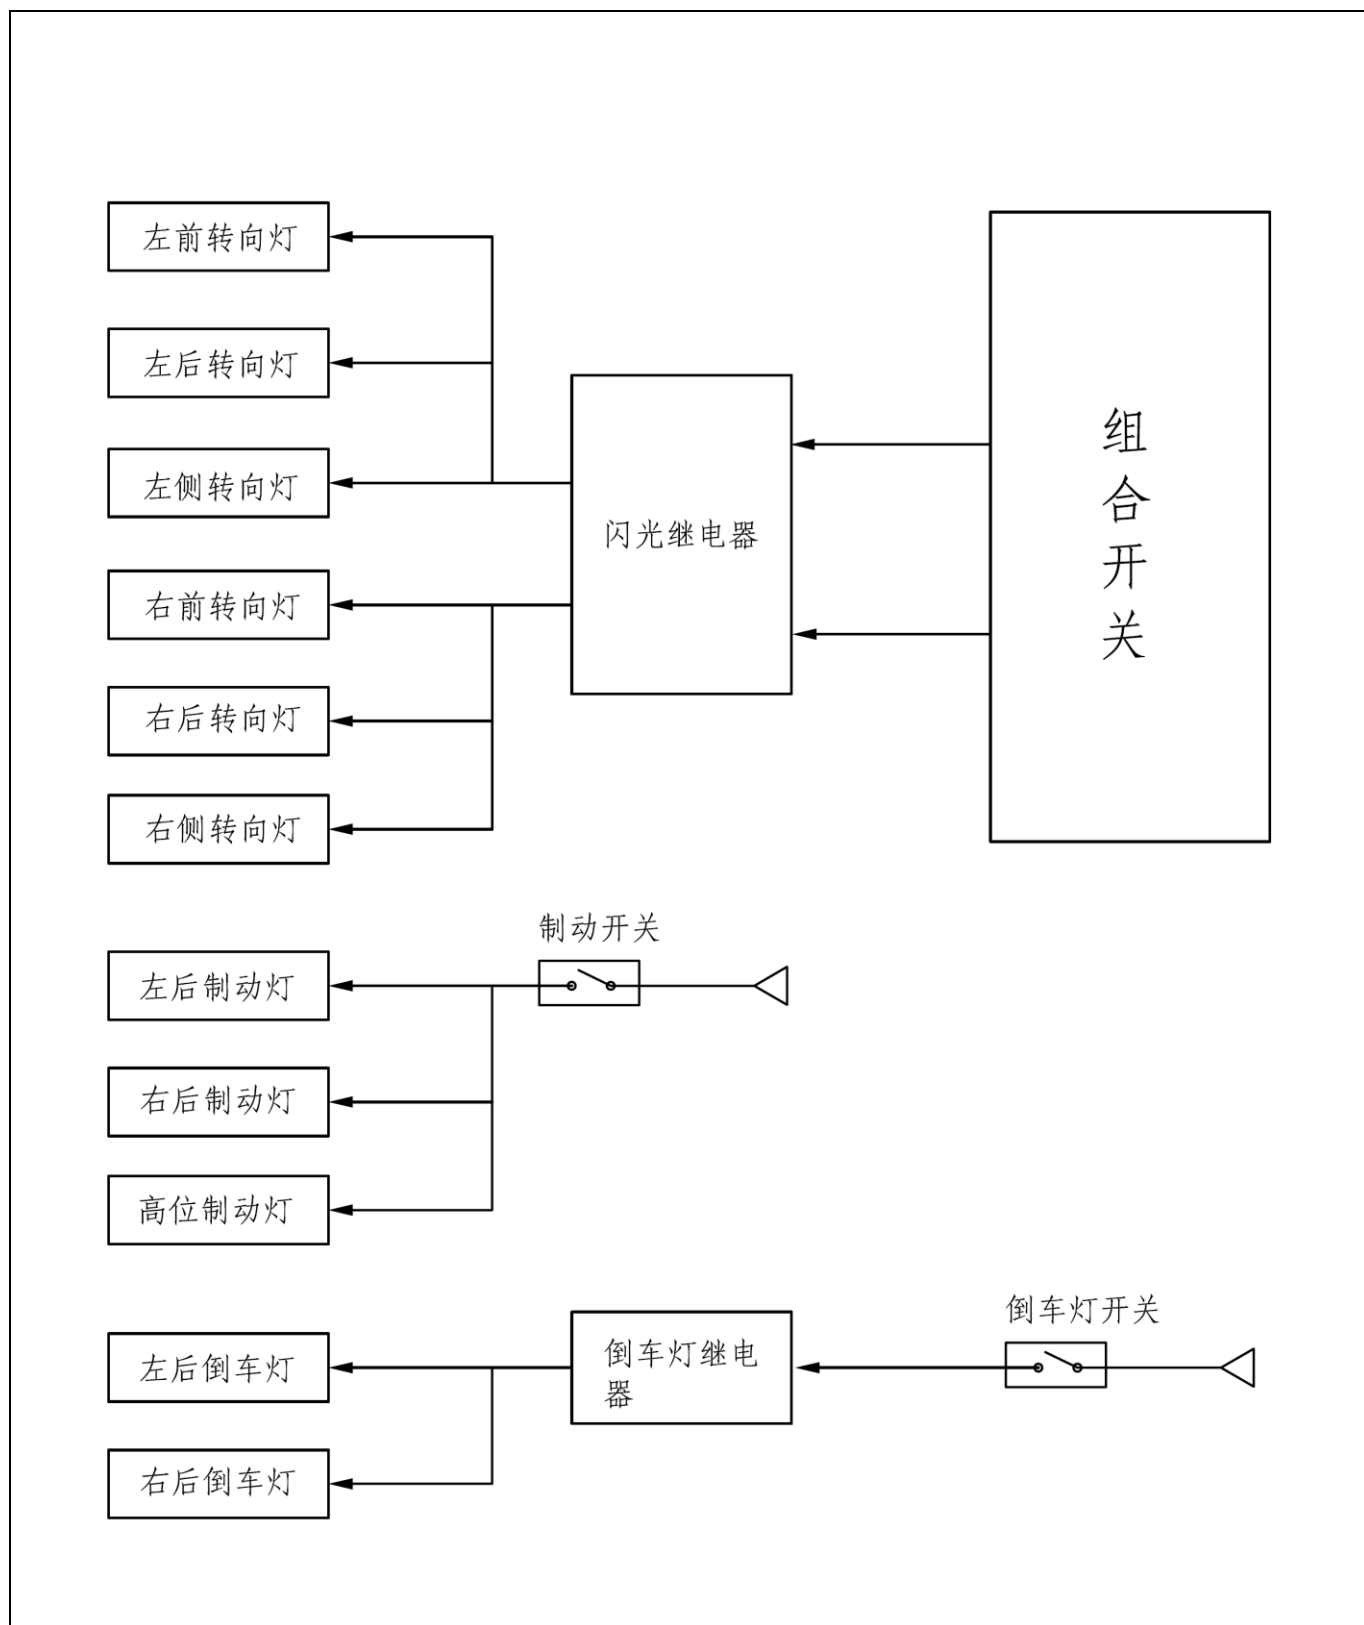 左前转向灯
左后转向灯
左侧转向灯
右前转向灯
右后转向灯
右侧转向灯
闪光继电器
组合开关
制动开关
左后制动灯
右后制动灯
高位制动灯
倒车灯开关
左后倒车灯
右后倒车灯
倒车灯继电
器